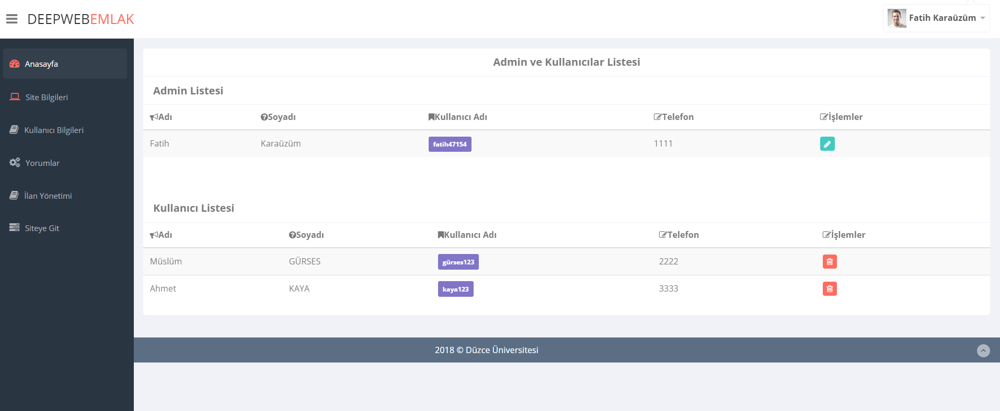 DEEPWEBEMLAK
Fatih Karaüzüm
Anasayfa
Site Bilgileri
Kullanıcı Bilgileri
Yorumlar
İlan Yönetimi
Siteye Git
Admin ve Kullanıcılar Listesi
Admin Listesi
Adı Soyadı Kullanıcı Adı Telefon İşlemler
Fatih Karaüzüm fatih47154 1111
Kullanıcı Listesi
Adı Soyadı Kullanıcı Adı Telefon İşlemler
Müslüm GÜRSES gürses123 2222
Ahmet KAYA kaya123 3333
2018 © Düzce Üniversitesi